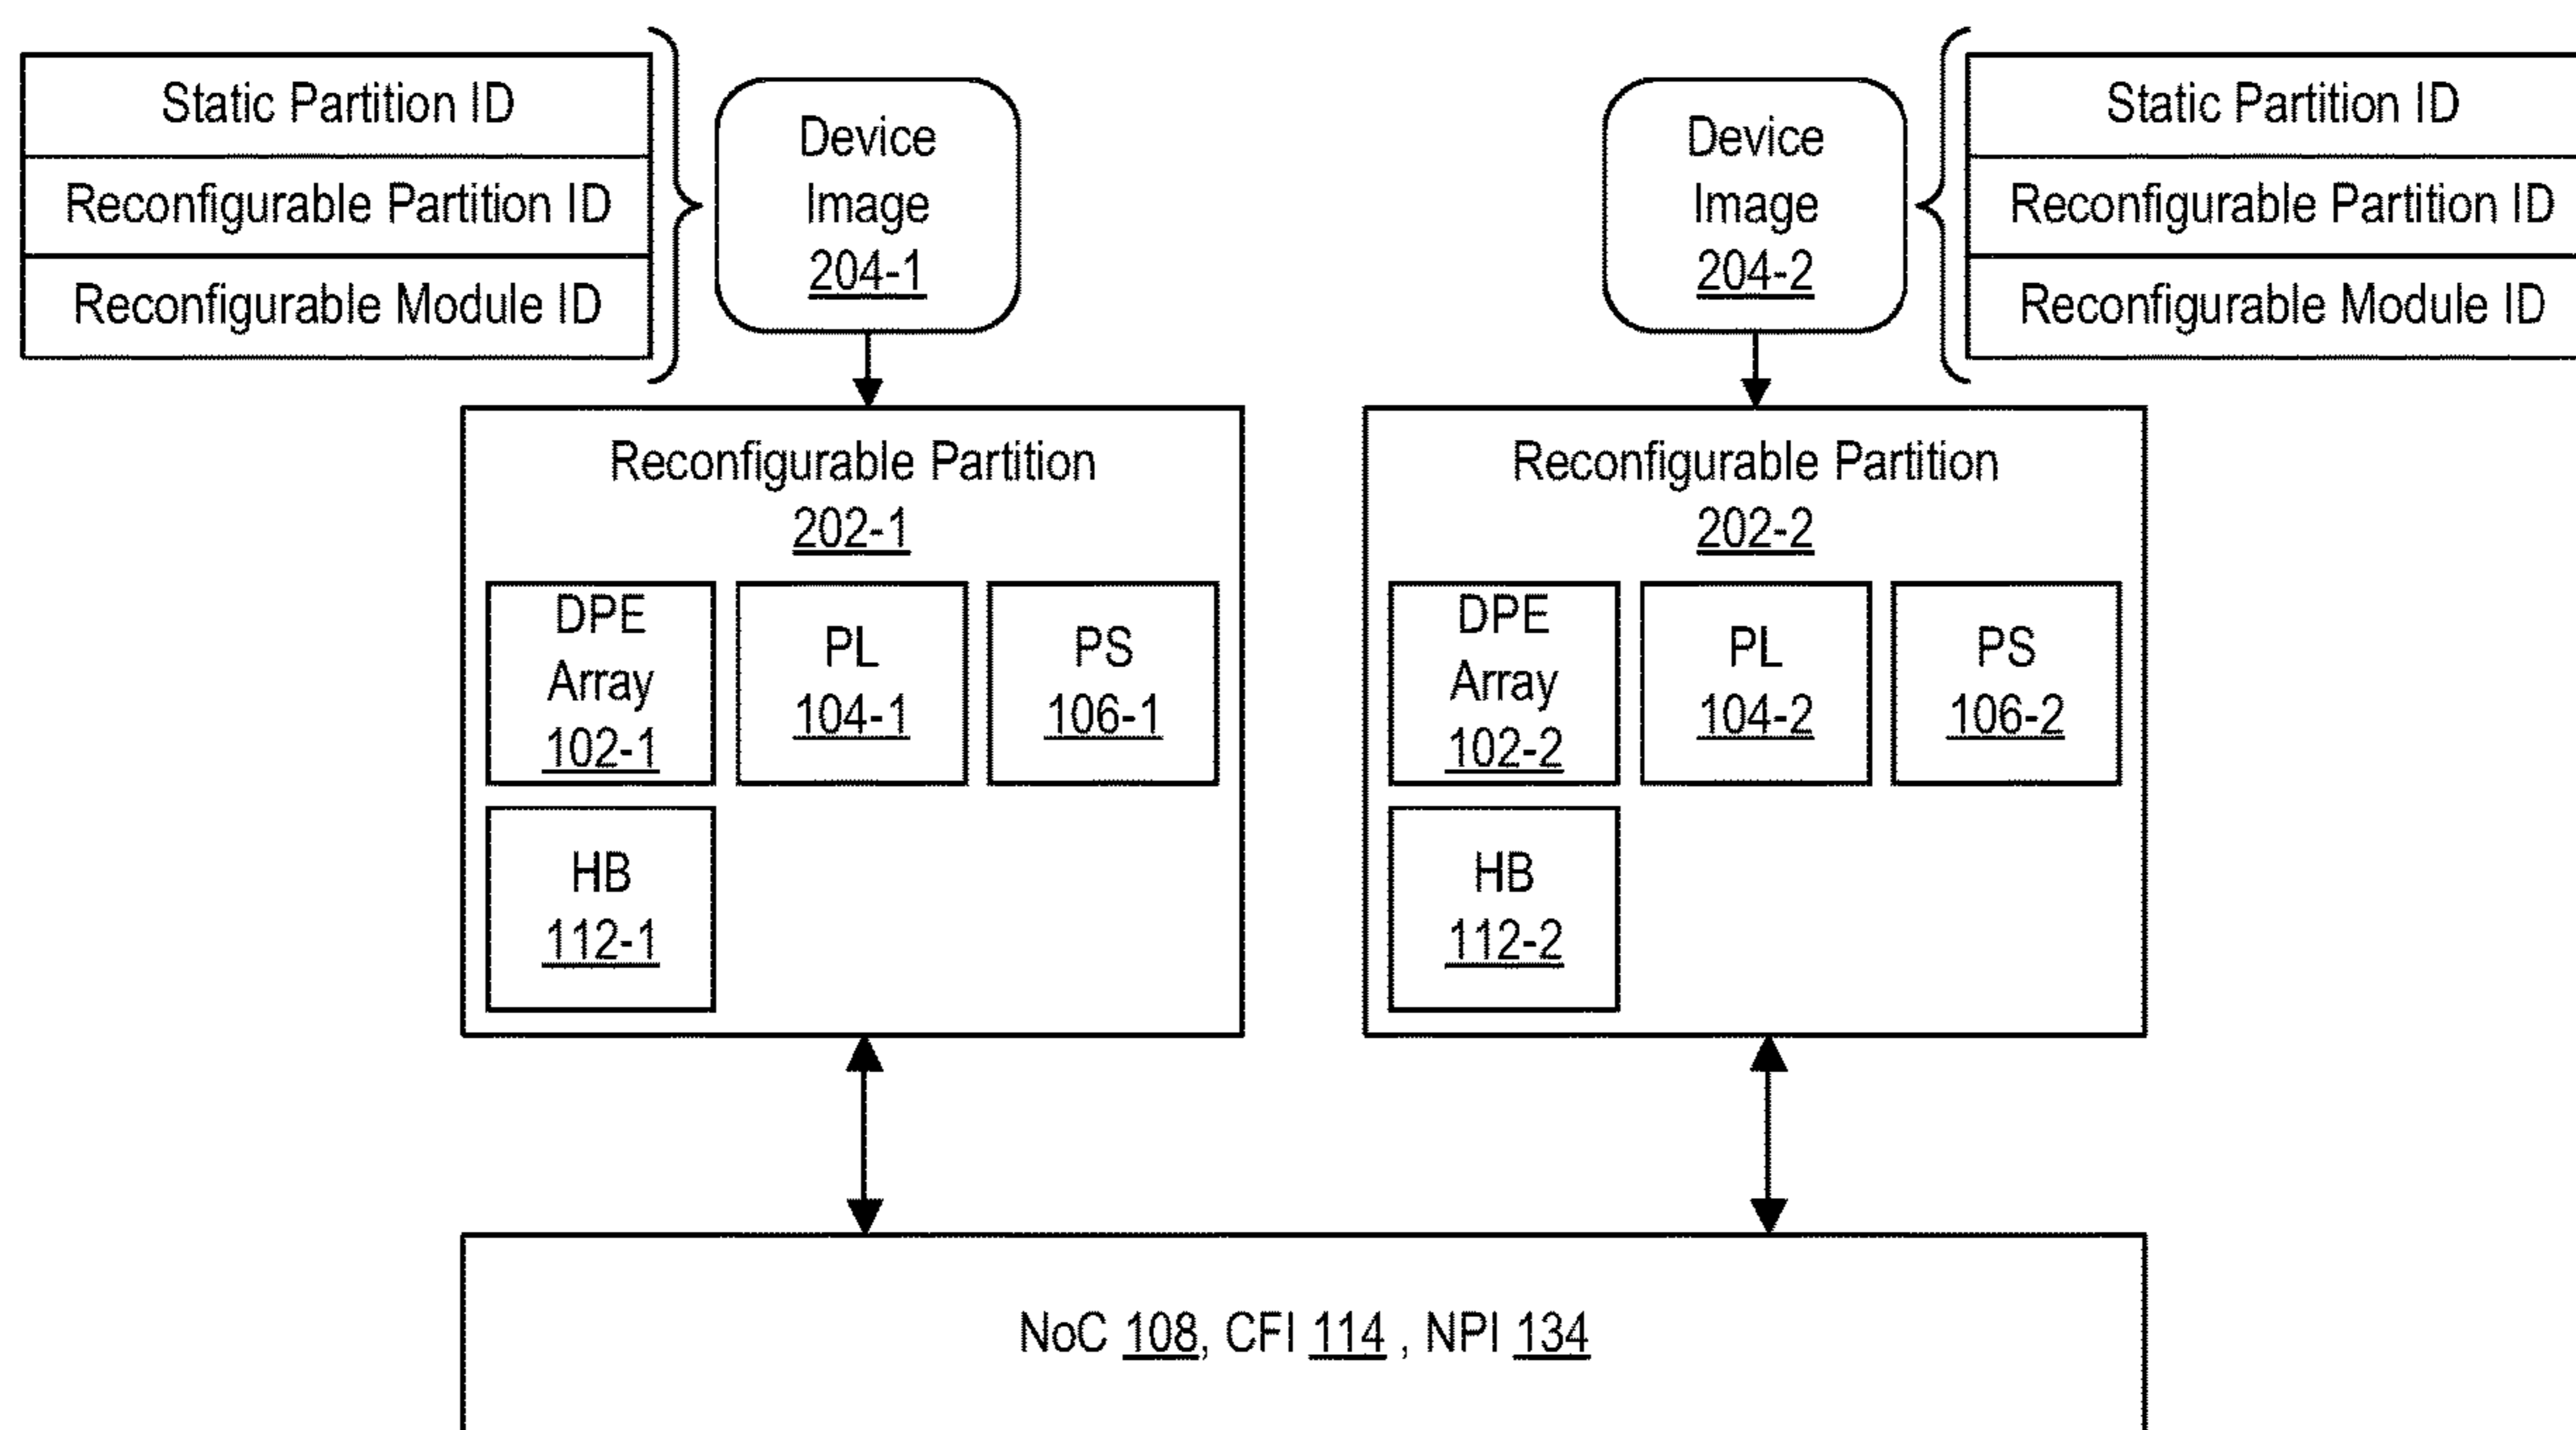 Static Partition ID
Reconfigurable Partition ID
Reconfigurable Module ID
Device
Image
204-1
Device
Image
204-2
Static Partition ID
Reconfigurable Partition ID
Reconfigurable Module ID
Reconfigurable Partition
202-1
DPE
Array
102-1
PL
104-1
PS
106-1
HB
112-1
Reconfigurable Partition
202-2
DPE
Array
102-2
PL
104-2
PS
106-2
HB
112-2
NoC 108, CFI 114 , NPI 134